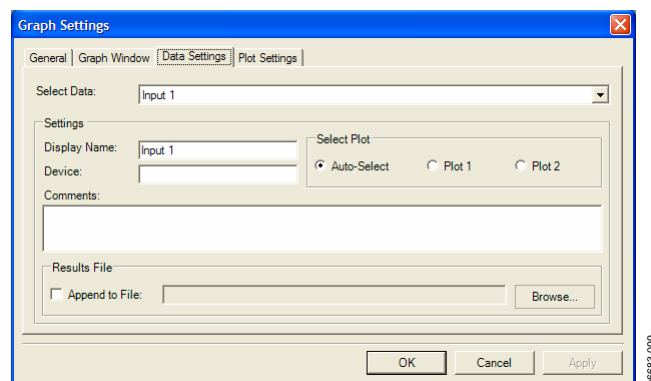 Graph Settings
General Graph Window Data Settings Plot Settings
Select Data: Input 1
Settings
Display Name: Input 1
Device:
Select Plot
Auto-Select Plot 1 Plot 2
Comments:
Results File
Append to File: Browse...
OK Cancel Apply